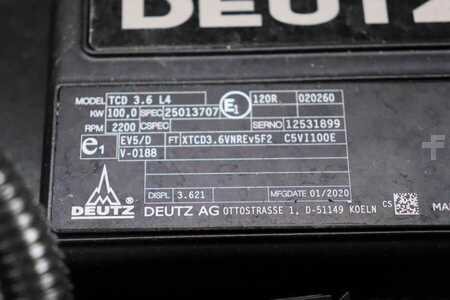 DEUTZ
MODEL TCD 3.6 L4 E1 120R 020260
KW 100,0 SPEC 25013707
RPM 2200 CSPEC SERNO 12531899
e1 EV5/D FT XTCD3.6VNREv5F2 C5VI100E
V-0188
DISPL 3.621 MFGDATE 01/2020
DEUTZ DEUTZ AG OTTOSTRASSE 1, D-51149 KOELN CS MA